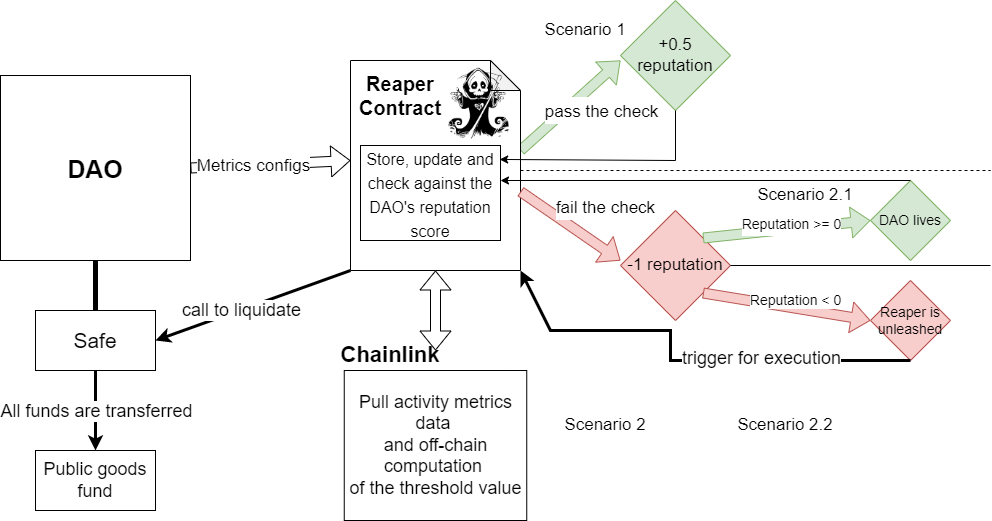 Scenario 1
+0.5
reputation
Reaper
Contract
pass the check
DAO
Metrics configs
Store, update and
check against the
DAO's reputation
score
Scenario 2.1
fail the check
Reputation >= 0
DAO lives
-1 reputation
Reputation < 0
Reaper is
unleashed
call to liquidate
Safe
Chainlink
trigger for execution
Pull activity metrics
data
and off-chain
computation
of the threshold value
All funds are transferred
Scenario 2
Scenario 2.2
Public goods
fund